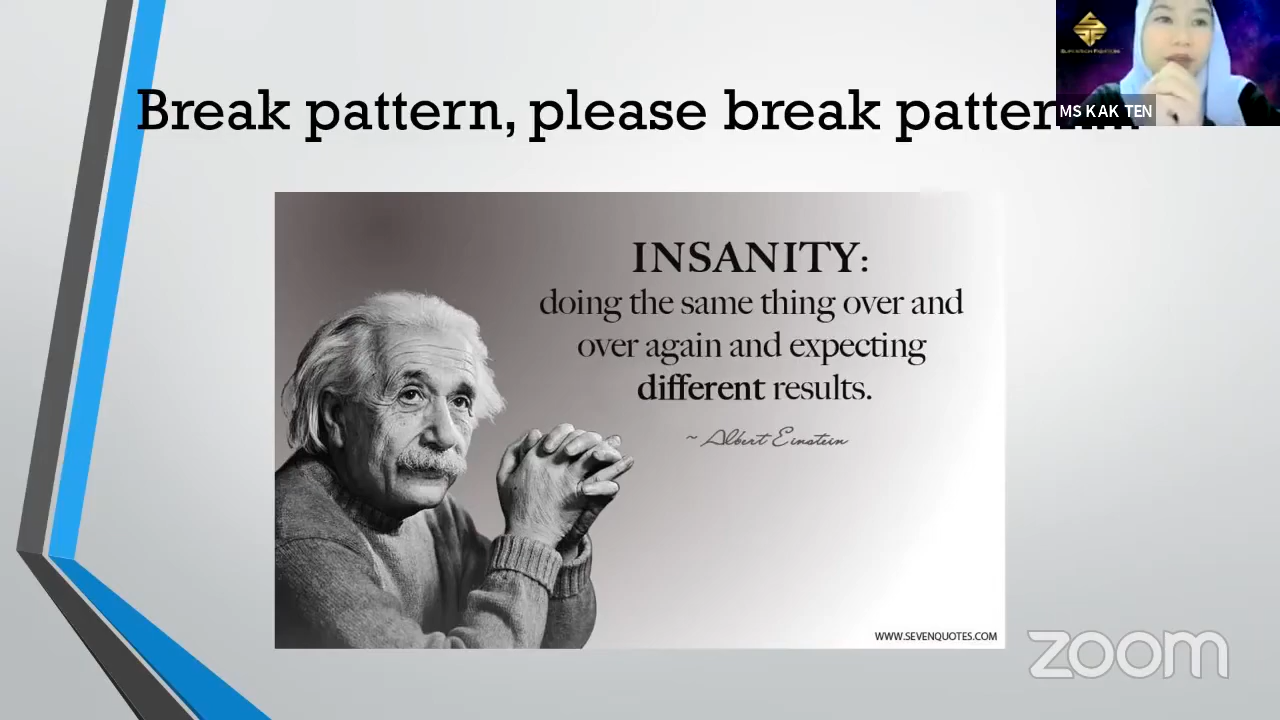 Break pattern, please break pattern...
MS KAK TEN
INSANITY:
doing the same thing over and
over again and expecting
different results.
~ Albert Einstein
WWW.SEVENQUOTES.COM
zoom